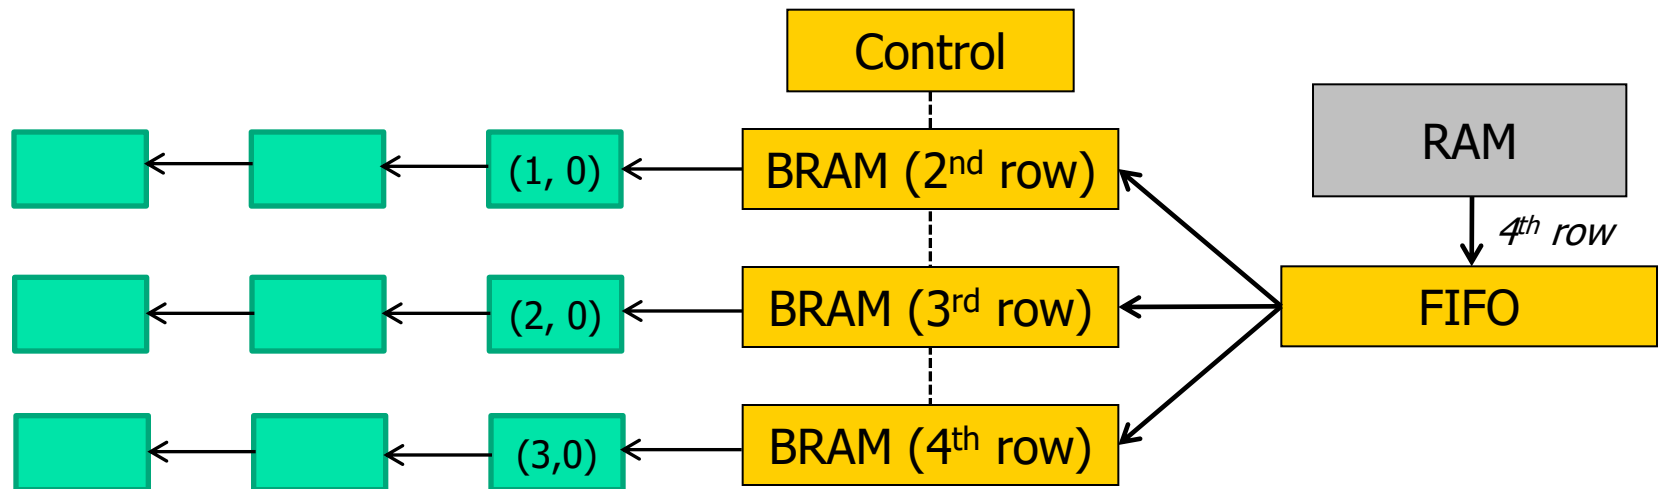 Control
RAM
(1, 0)
BRAM (2nd row)
4th row
(2, 0)
BRAM (3rd row)
FIFO
(3,0)
BRAM (4th row)